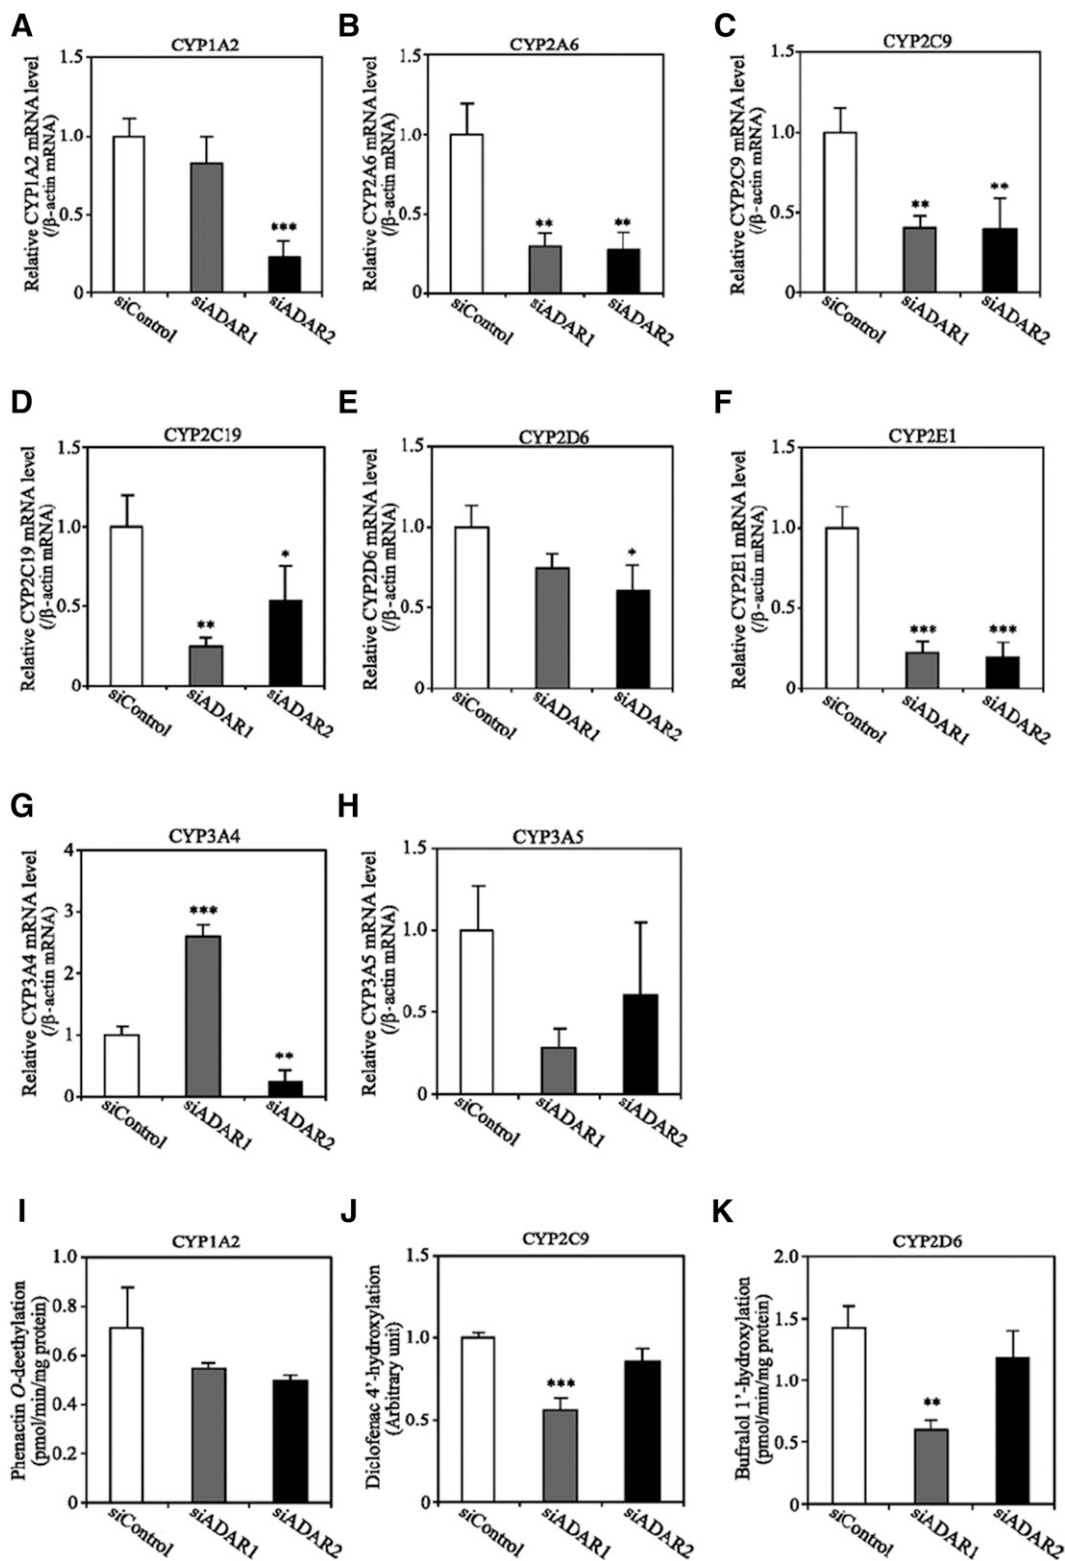 A
CYP1A2
Relative CYP1A2 mRNA level
(/β-actin mRNA)
1.5
1.0
0.5
0
***
siControl
siADAR1
siADAR2
B
CYP2A6
Relative CYP2A6 mRNA level
(/β-actin mRNA)
1.5
1.0
0.5
0
**
**
siControl
siADAR1
siADAR2
C
CYP2C9
Relative CYP2C9 mRNA level
(/β-actin mRNA)
1.5
1.0
0.5
0
**
**
siControl
siADAR1
siADAR2
D
CYP2C19
Relative CYP2C19 mRNA level
(/β-actin mRNA)
1.5
1.0
0.5
0
**
*
siControl
siADAR1
siADAR2
E
CYP2D6
Relative CYP2D6 mRNA level
(/β-actin mRNA)
1.5
1.0
0.5
0
*
siControl
siADAR1
siADAR2
F
CYP2E1
Relative CYP2E1 mRNA level
(/β-actin mRNA)
1.5
1.0
0.5
0
***
***
siControl
siADAR1
siADAR2
G
CYP3A4
Relative CYP3A4 mRNA level
(/β-actin mRNA)
4
3
2
1
0
***
**
siControl
siADAR1
siADAR2
H
CYP3A5
Relative CYP3A5 mRNA level
(/β-actin mRNA)
1.5
1.0
0.5
0
siControl
siADAR1
siADAR2
I
CYP1A2
Phenactin O-deethylation
(pmol/min/mg protein)
1.0
0.8
0.6
0.4
0.2
0
siControl
siADAR1
siADAR2
J
CYP2C9
Diclofenac 4’-hydroxylation
(Arbitrary unit)
1.5
1.0
0.5
0
***
siControl
siADAR1
siADAR2
K
CYP2D6
Bufralol 1’-hydroxylation
(pmol/min/mg protein)
2.0
1.5
1.0
0.5
0
**
siControl
siADAR1
siADAR2